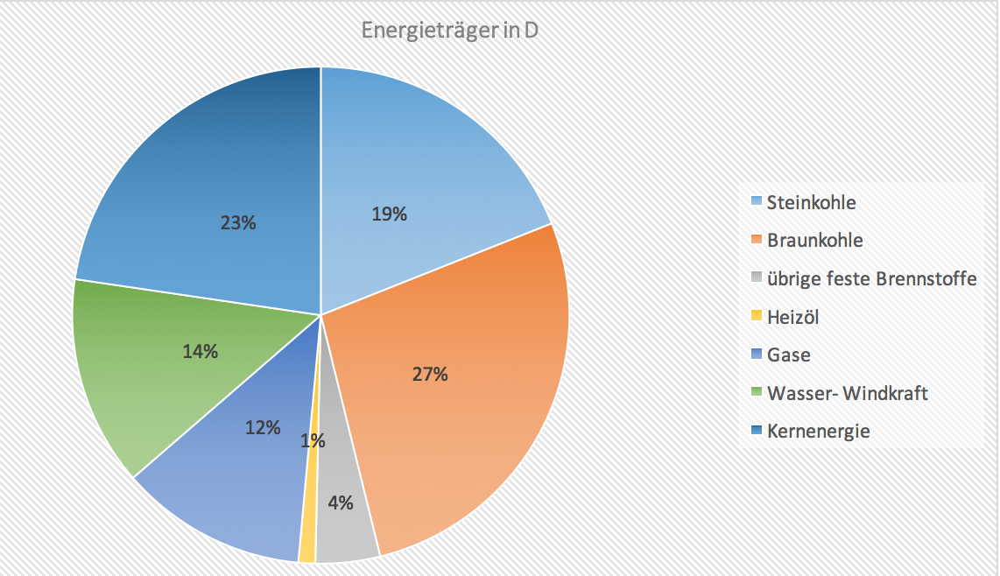 Energieträger in D
23%
19%
14%
27%
12%
1%
4%
Steinkohle
Braunkohle
übrige feste Brennstoffe
Heizöl
Gase
Wasser- Windkraft
Kernenergie